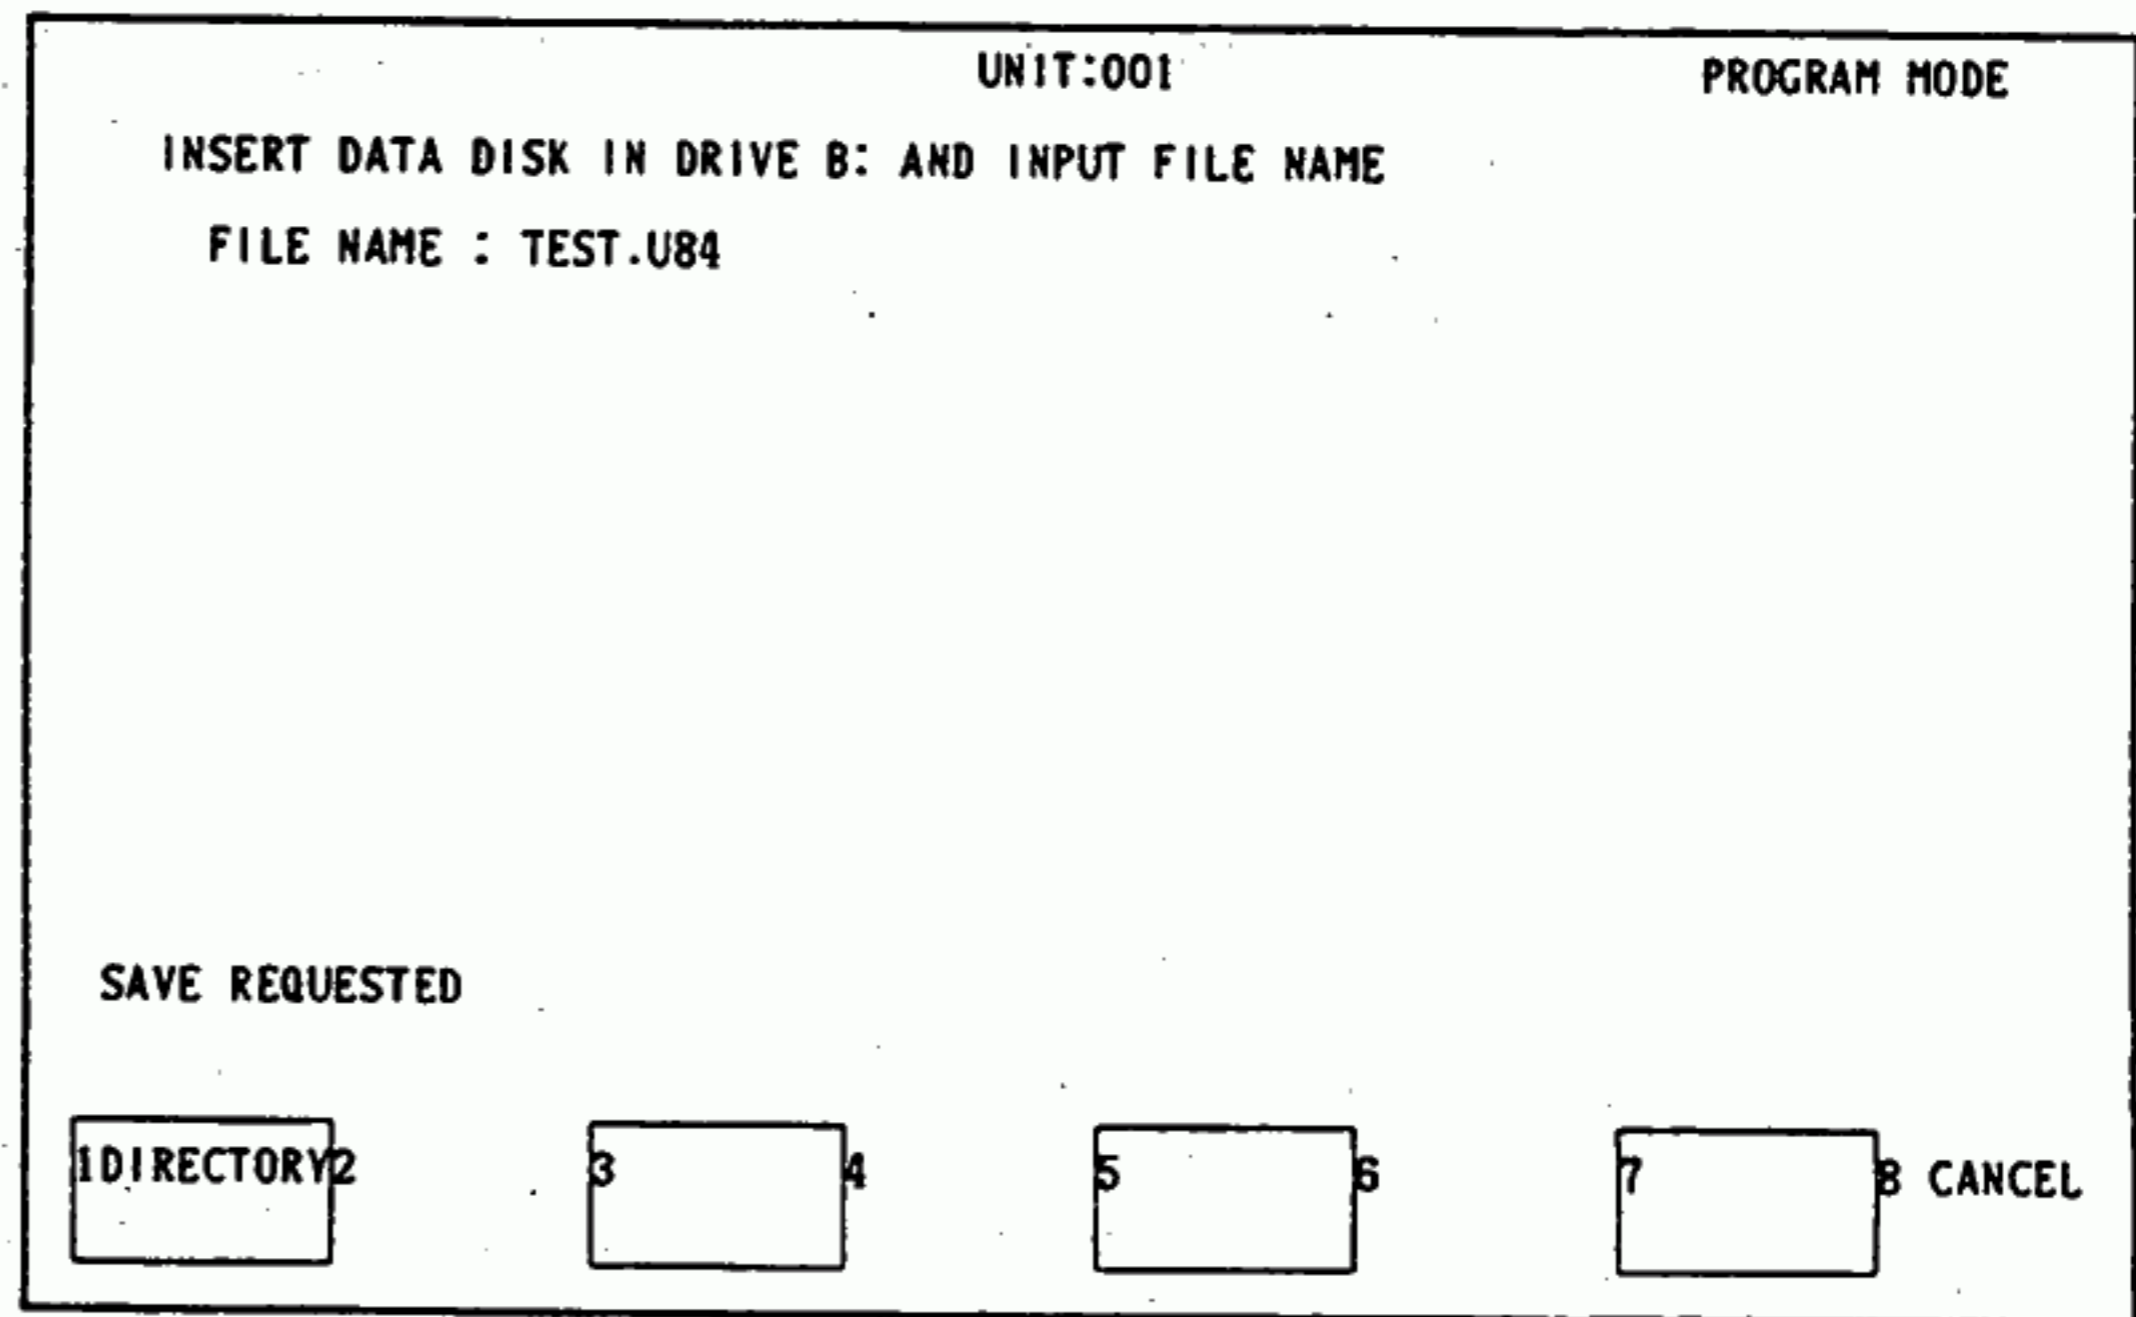 UNIT:001 PROGRAM MODE
INSERT DATA DISK IN DRIVE B: AND INPUT FILE NAME
FILE NAME : TEST.U84
SAVE REQUESTED
1DIRECTORY2 3 4 5 6 7 8 CANCEL